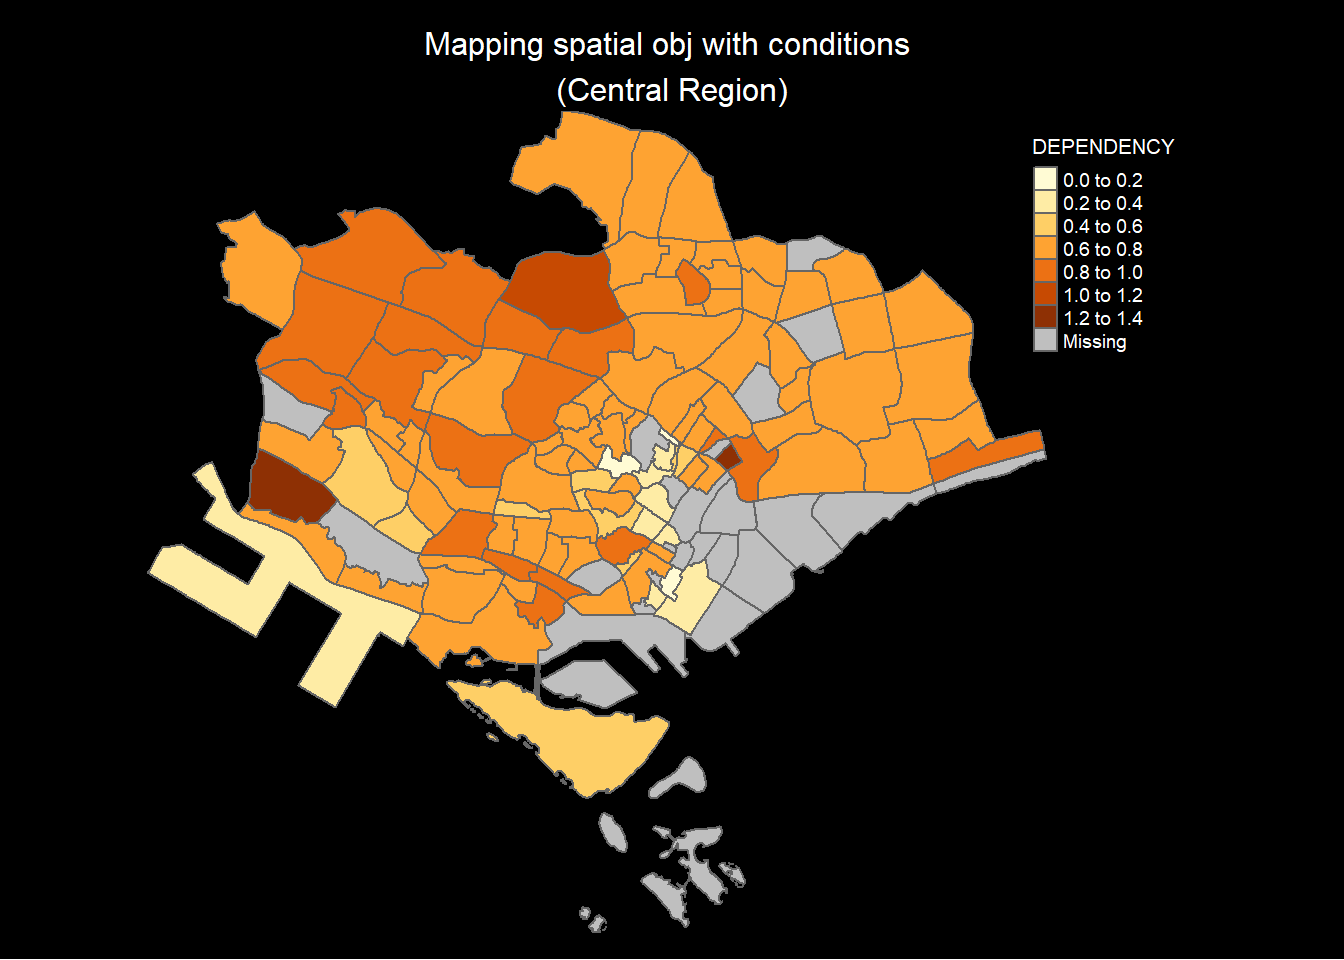 Mapping spatial obj with conditions
(Central Region)
DEPENDENCY
0.0 to 0.2
0.2 to 0.4
0.4 to 0.6
0.6 to 0.8
0.8 to 1.0
1.0 to 1.2
1.2 to 1.4
Missing